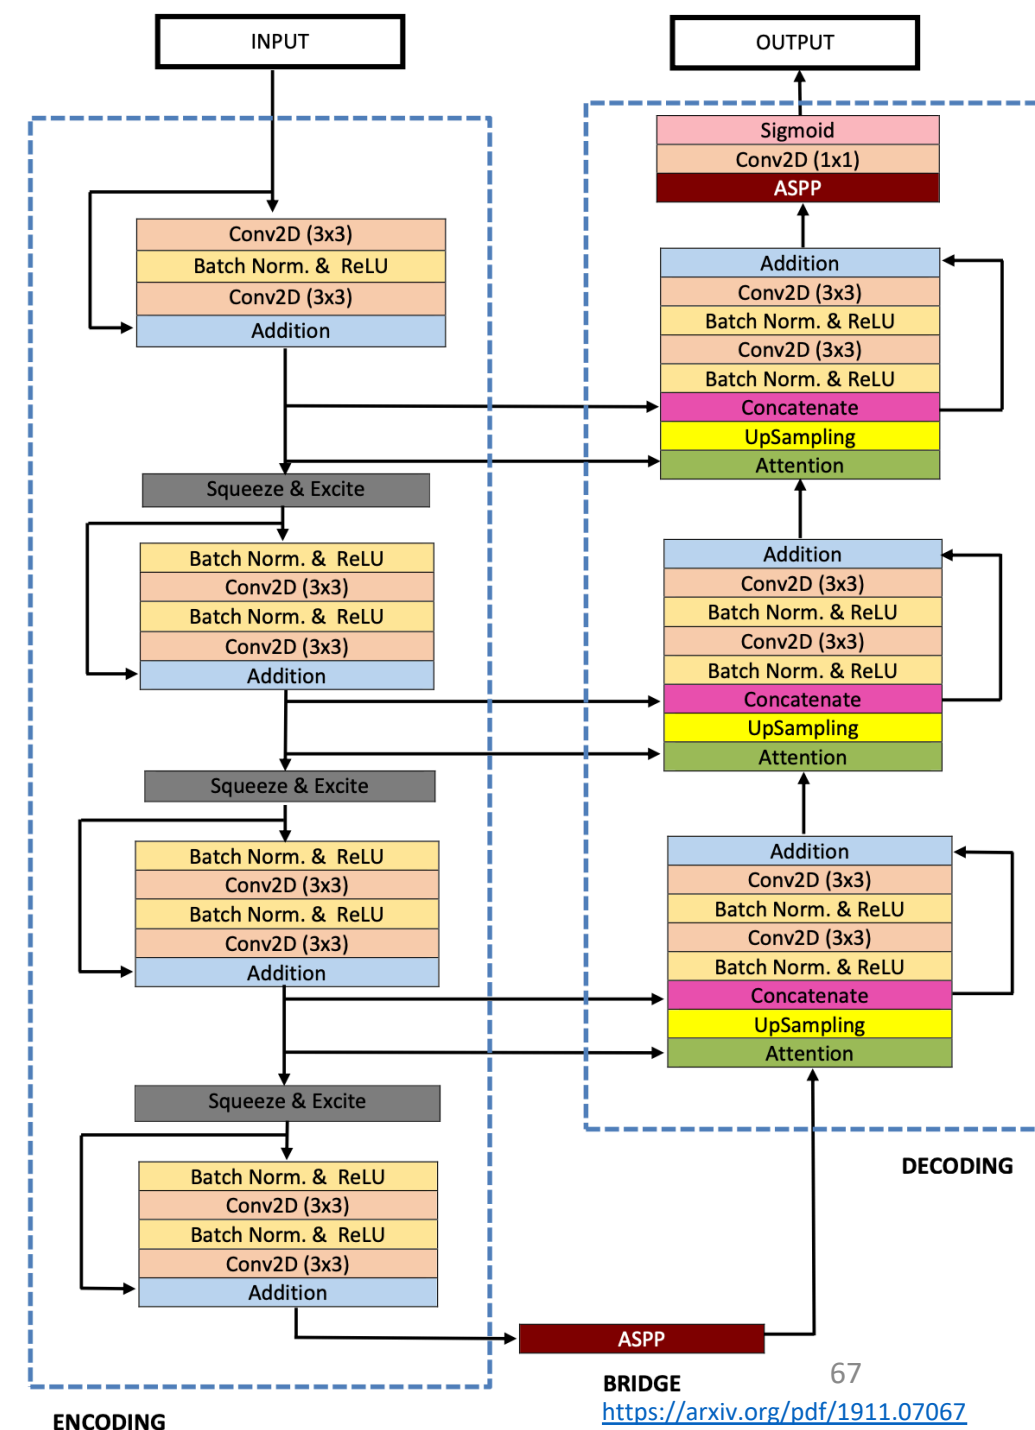 INPUT
Conv2D (3x3)
Batch Norm. & ReLU
Conv2D (3x3)
Addition
Squeeze & Excite
Batch Norm. & ReLU
Conv2D (3x3)
Batch Norm. & ReLU
Conv2D (3x3)
Addition
Squeeze & Excite
Batch Norm. & ReLU
Conv2D (3x3)
Batch Norm. & ReLU
Conv2D (3x3)
Addition
Squeeze & Excite
Batch Norm. & ReLU
Conv2D (3x3)
Batch Norm. & ReLU
Conv2D (3x3)
Addition
ENCODING
ASPP
BRIDGE
67
https://arxiv.org/pdf/1911.07067
OUTPUT
Sigmoid
Conv2D (1x1)
ASPP
Addition
Conv2D (3x3)
Batch Norm. & ReLU
Conv2D (3x3)
Batch Norm. & ReLU
Concatenate
UpSampling
Attention
Addition
Conv2D (3x3)
Batch Norm. & ReLU
Conv2D (3x3)
Batch Norm. & ReLU
Concatenate
UpSampling
Attention
Addition
Conv2D (3x3)
Batch Norm. & ReLU
Conv2D (3x3)
Batch Norm. & ReLU
Concatenate
UpSampling
Attention
DECODING